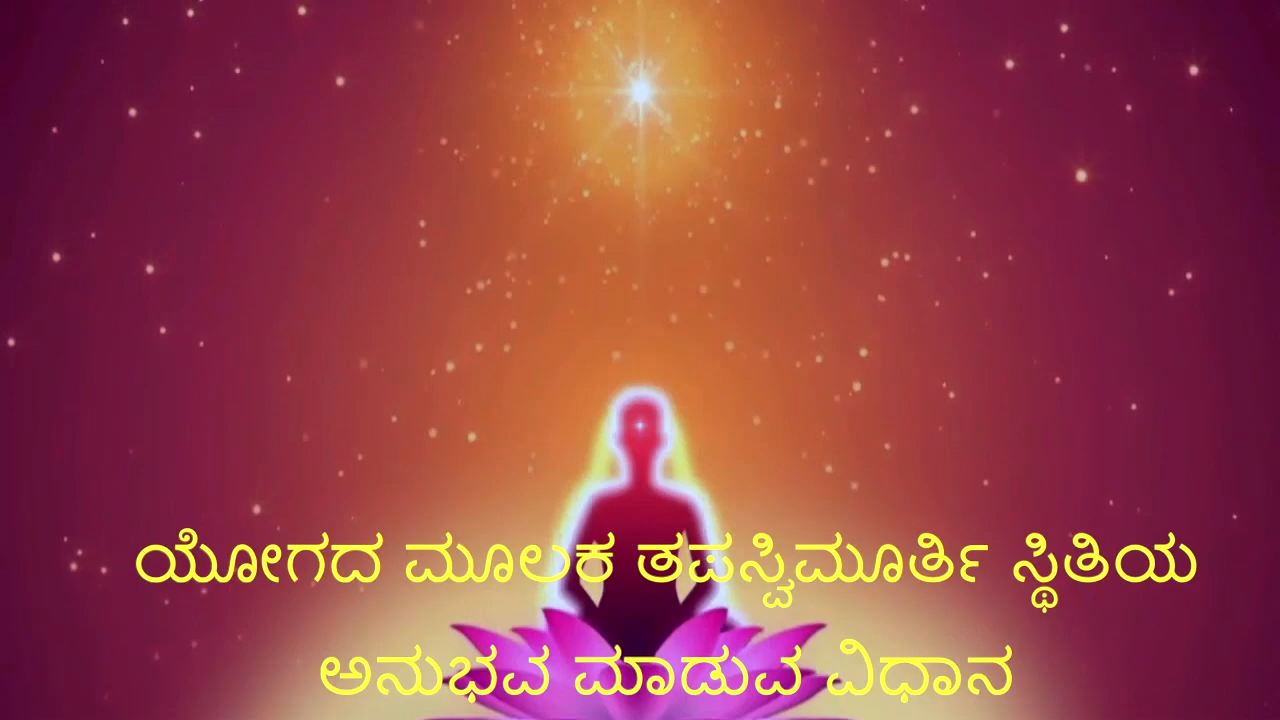 ಯೋಗದ ಮೂಲಕ ತಪಸ್ವಿಮೂರ್ತಿ ಸ್ಥಿತಿಯ
ಅನುಭವ ಮಾಡುವ ವಿಧಾನ